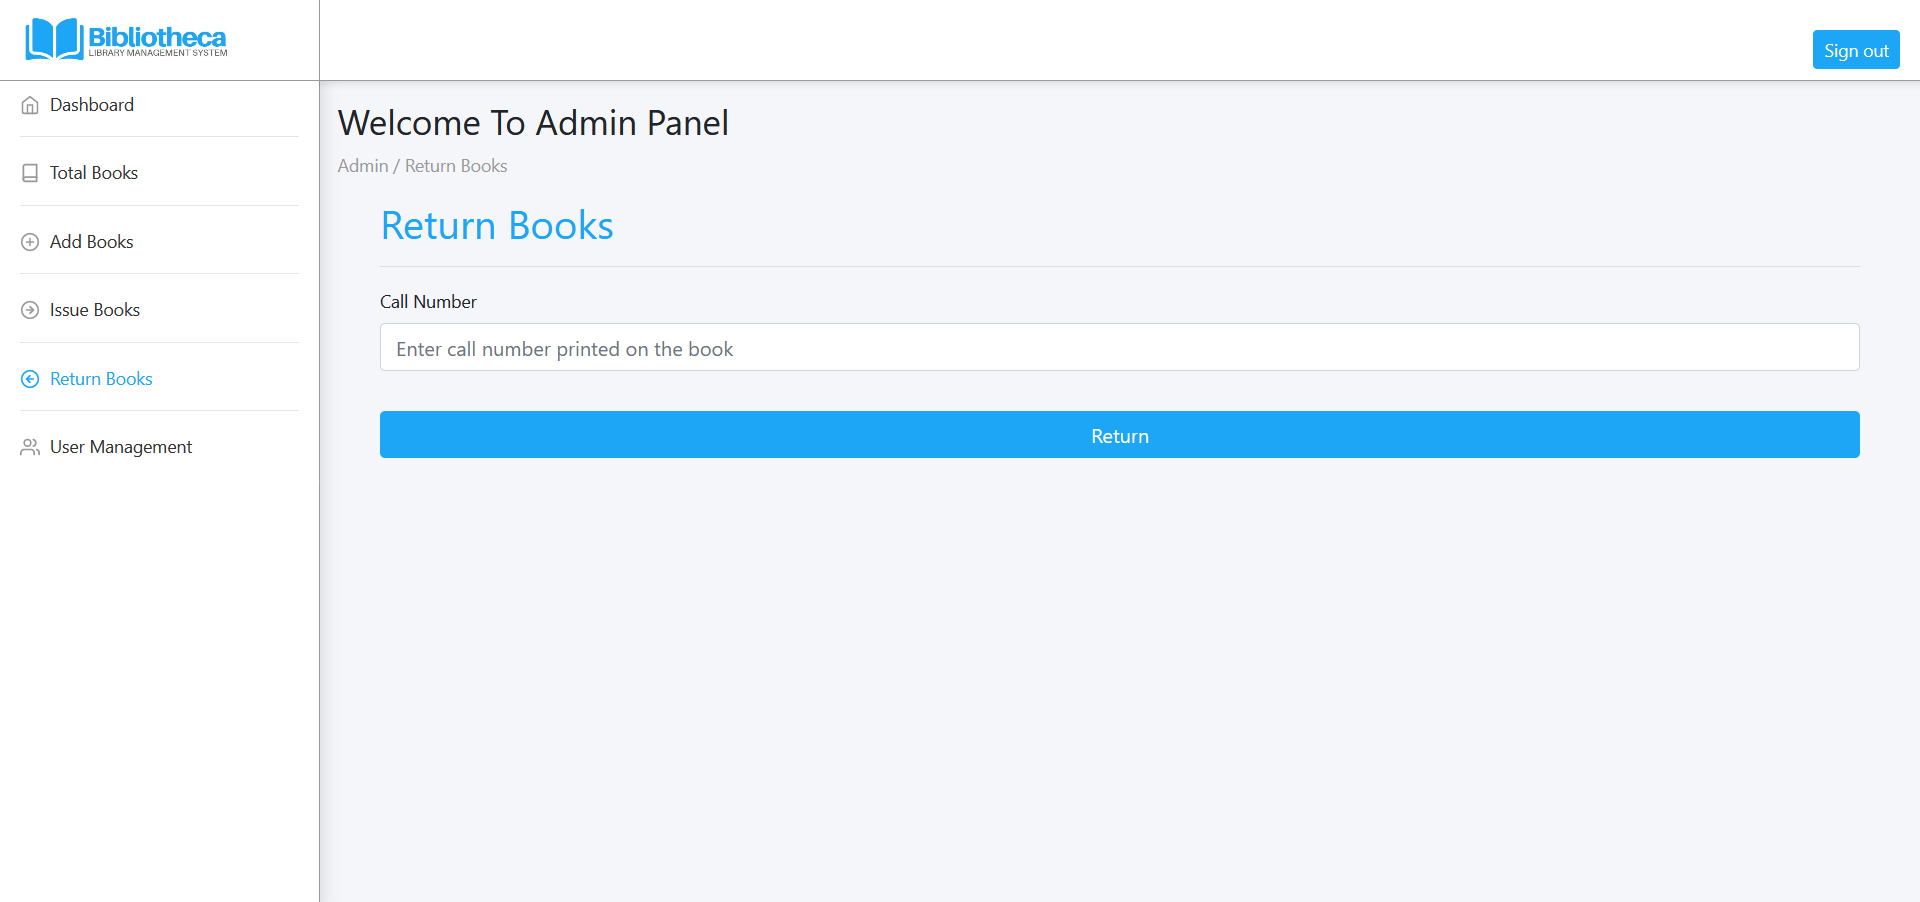 Bibliotheca
LIBRARY MANAGEMENT SYSTEM
Sign out
Dashboard
Total Books
Add Books
Issue Books
Return Books
User Management
Welcome To Admin Panel
Admin / Return Books
Return Books
Call Number
Enter call number printed on the book
Return